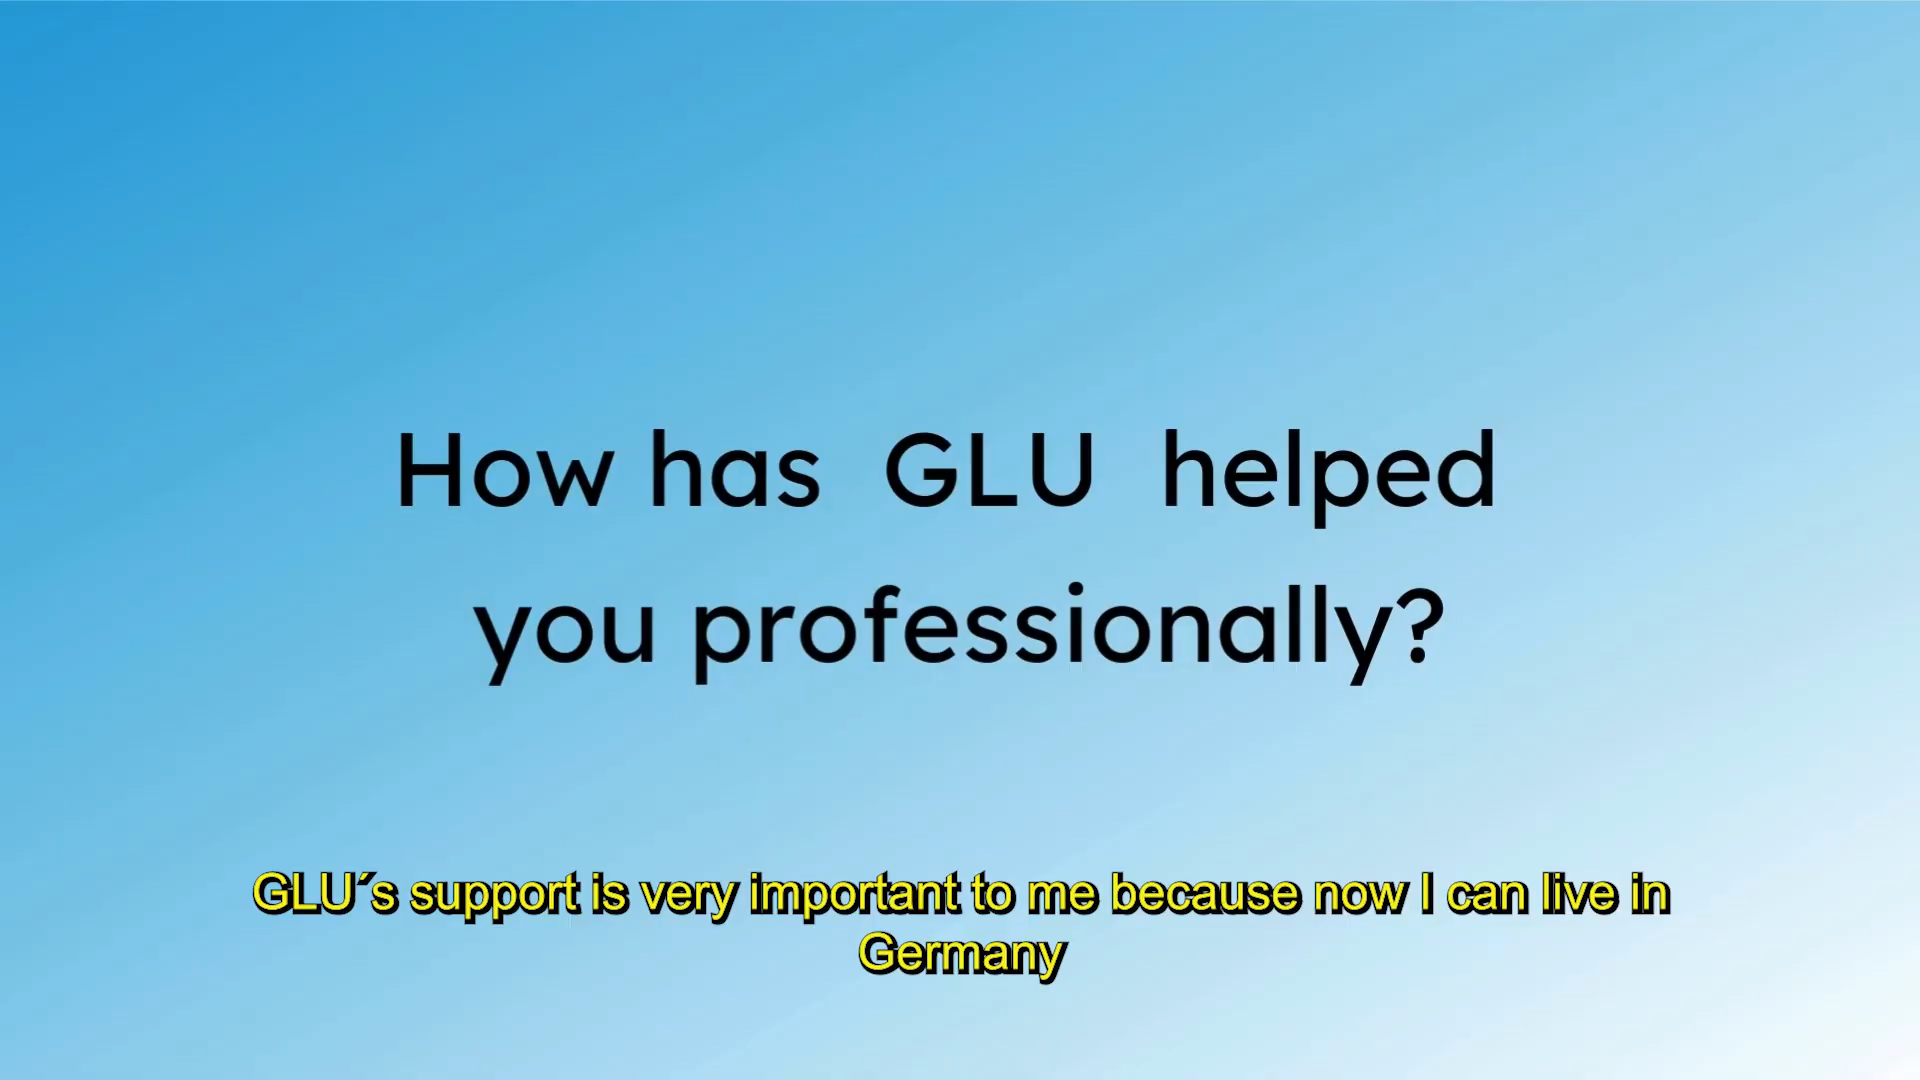 How has GLU helped
you professionally?
GLU´s support is very important to me because now I can live in
Germany